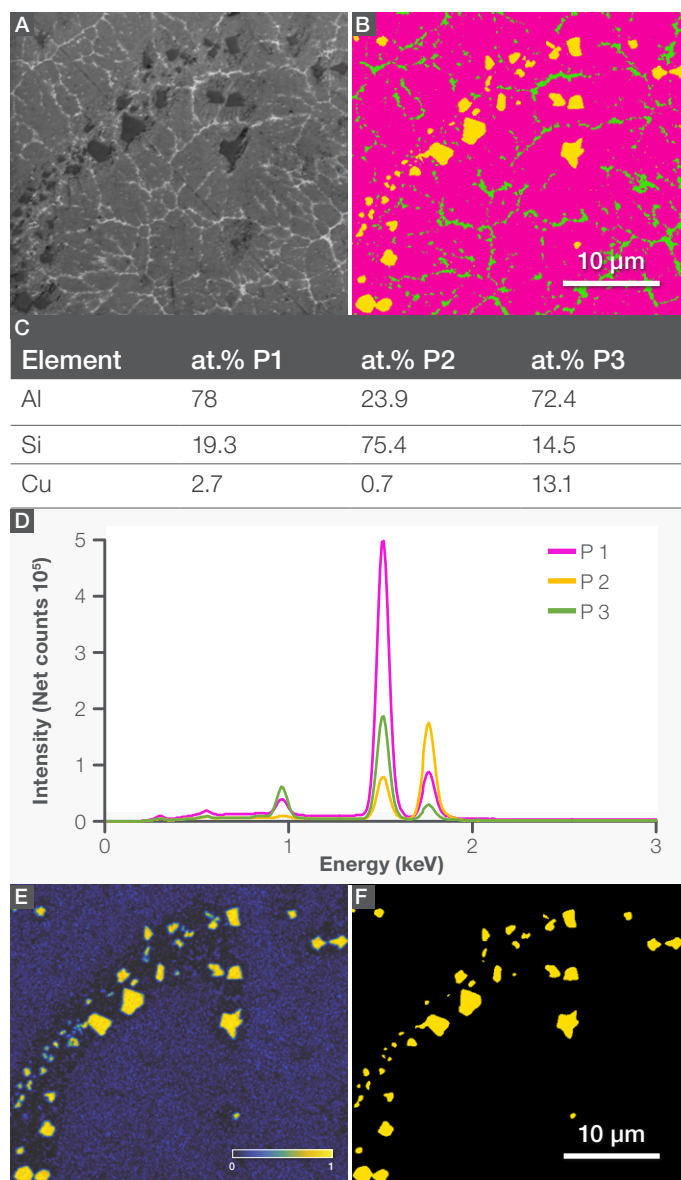 A
B
10 µm
C
Element at.% P1 at.% P2 at.% P3
Al 78 23.9 72.4
Si 19.3 75.4 14.5
Cu 2.7 0.7 13.1
D
Intensity (Net counts 10⁵)
5
4
3
2
1
0
P 1
P 2
P 3
0 1 2 3
Energy (keV)
E
F
0 1
10 µm